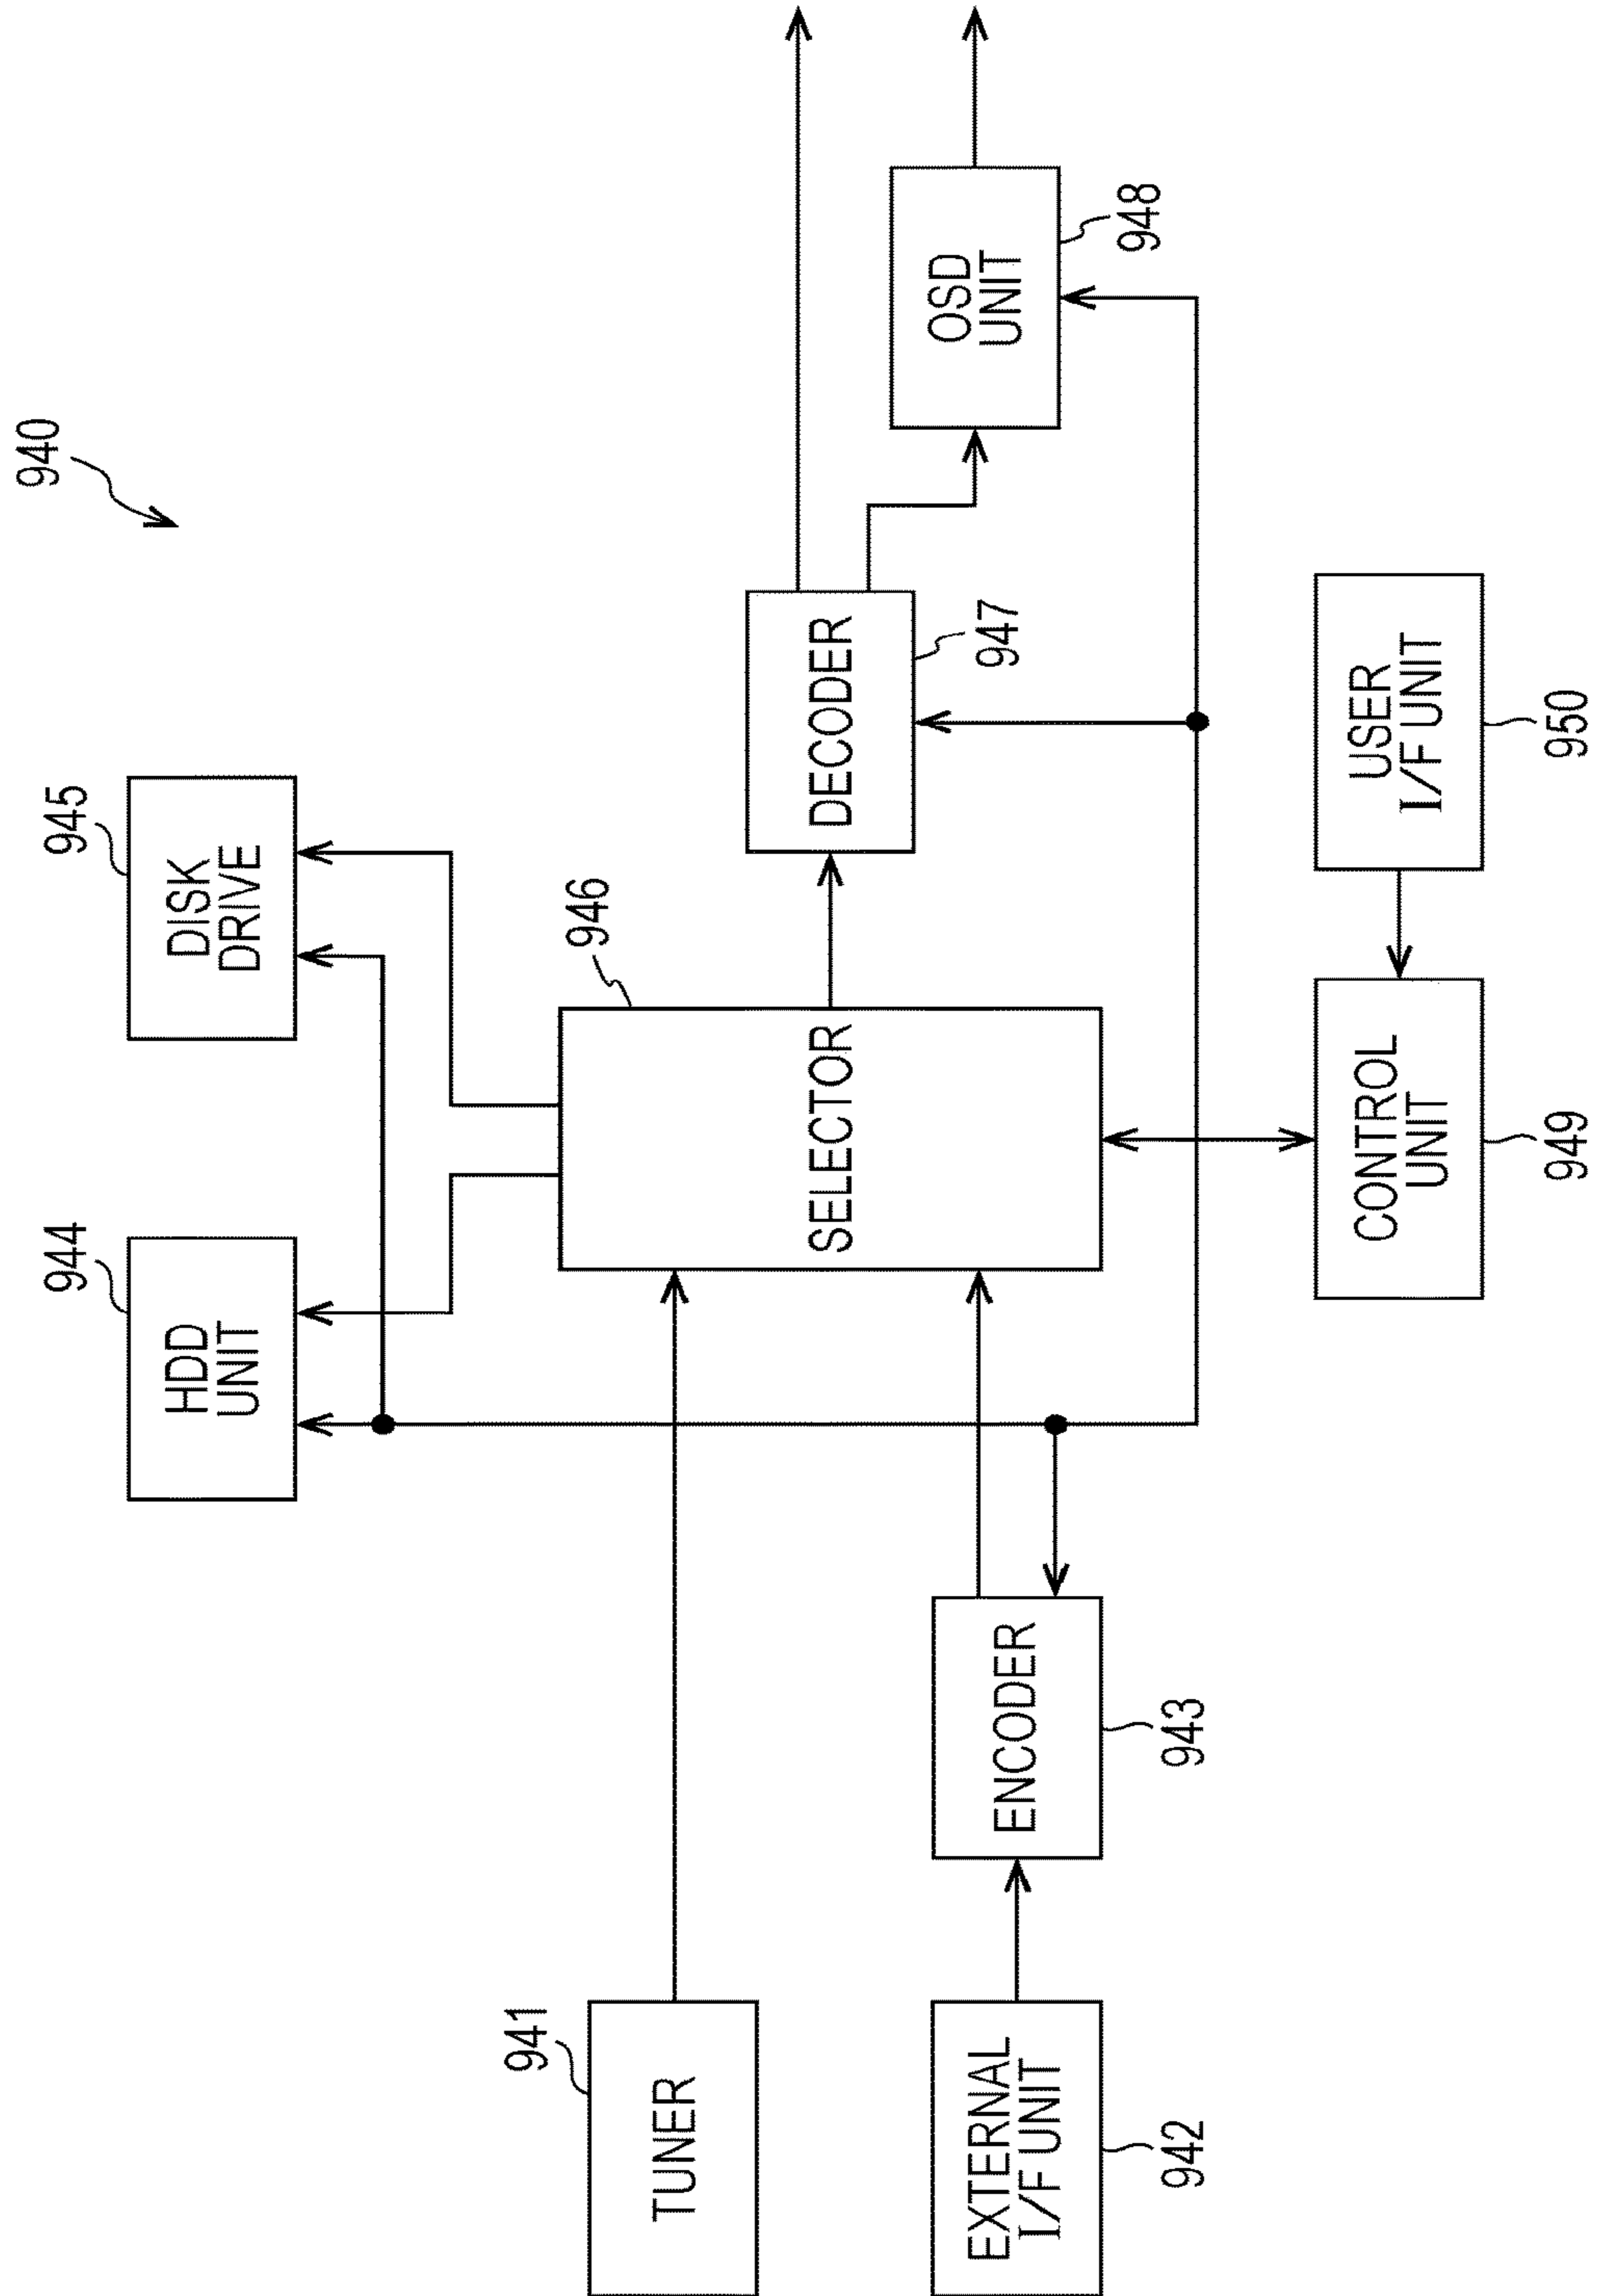 940
944
945
HDD
UNIT
DISK
DRIVE
941
946
TUNER
SELECTOR
DECODER
947
EXTERNAL
I/F UNIT
942
ENCODER
943
OSD
UNIT
948
CONTROL
UNIT
949
USER
I/F UNIT
950